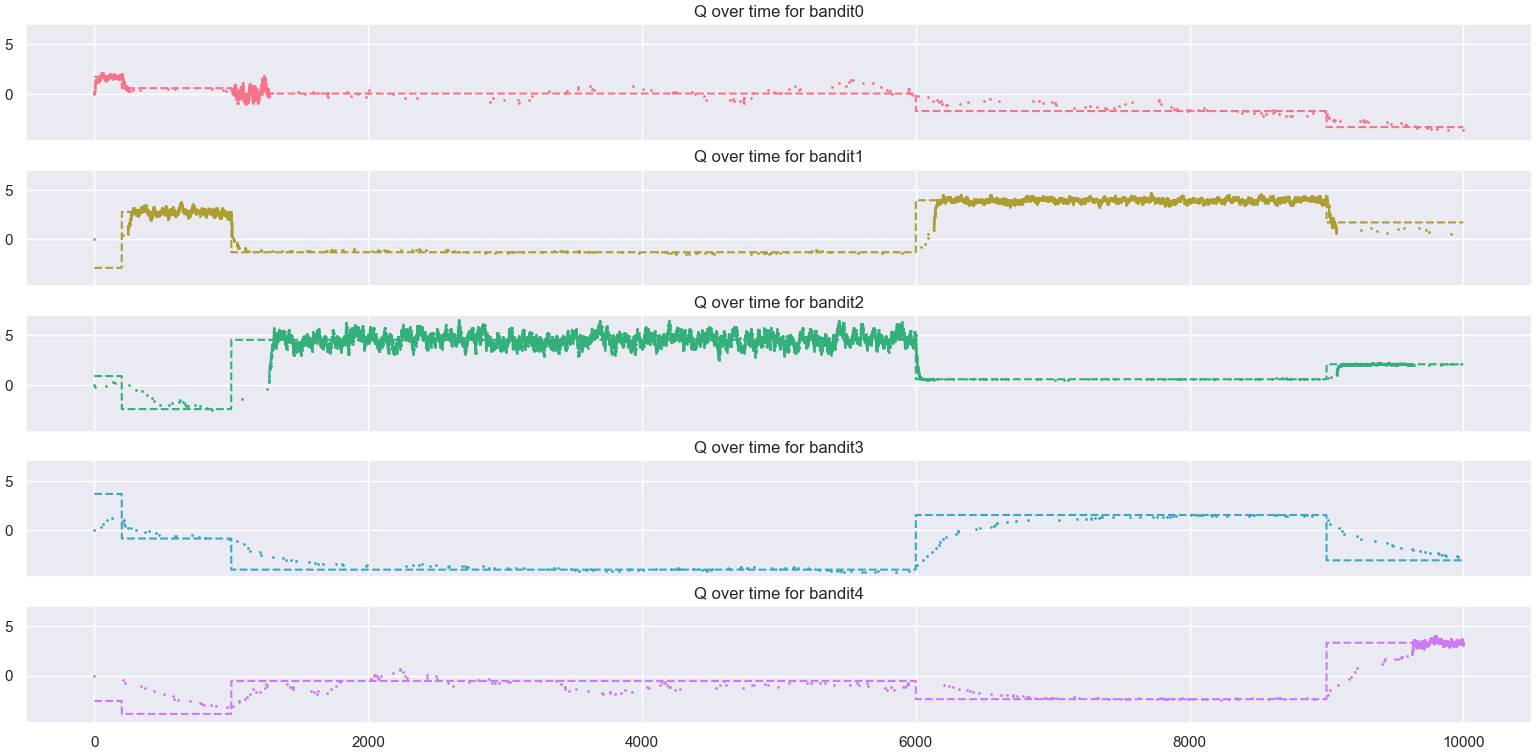 Q over time for bandit0
5
0
Q over time for bandit1
5
0
Q over time for bandit2
5
0
Q over time for bandit3
5
0
Q over time for bandit4
5
0
0 2000 4000 6000 8000 10000